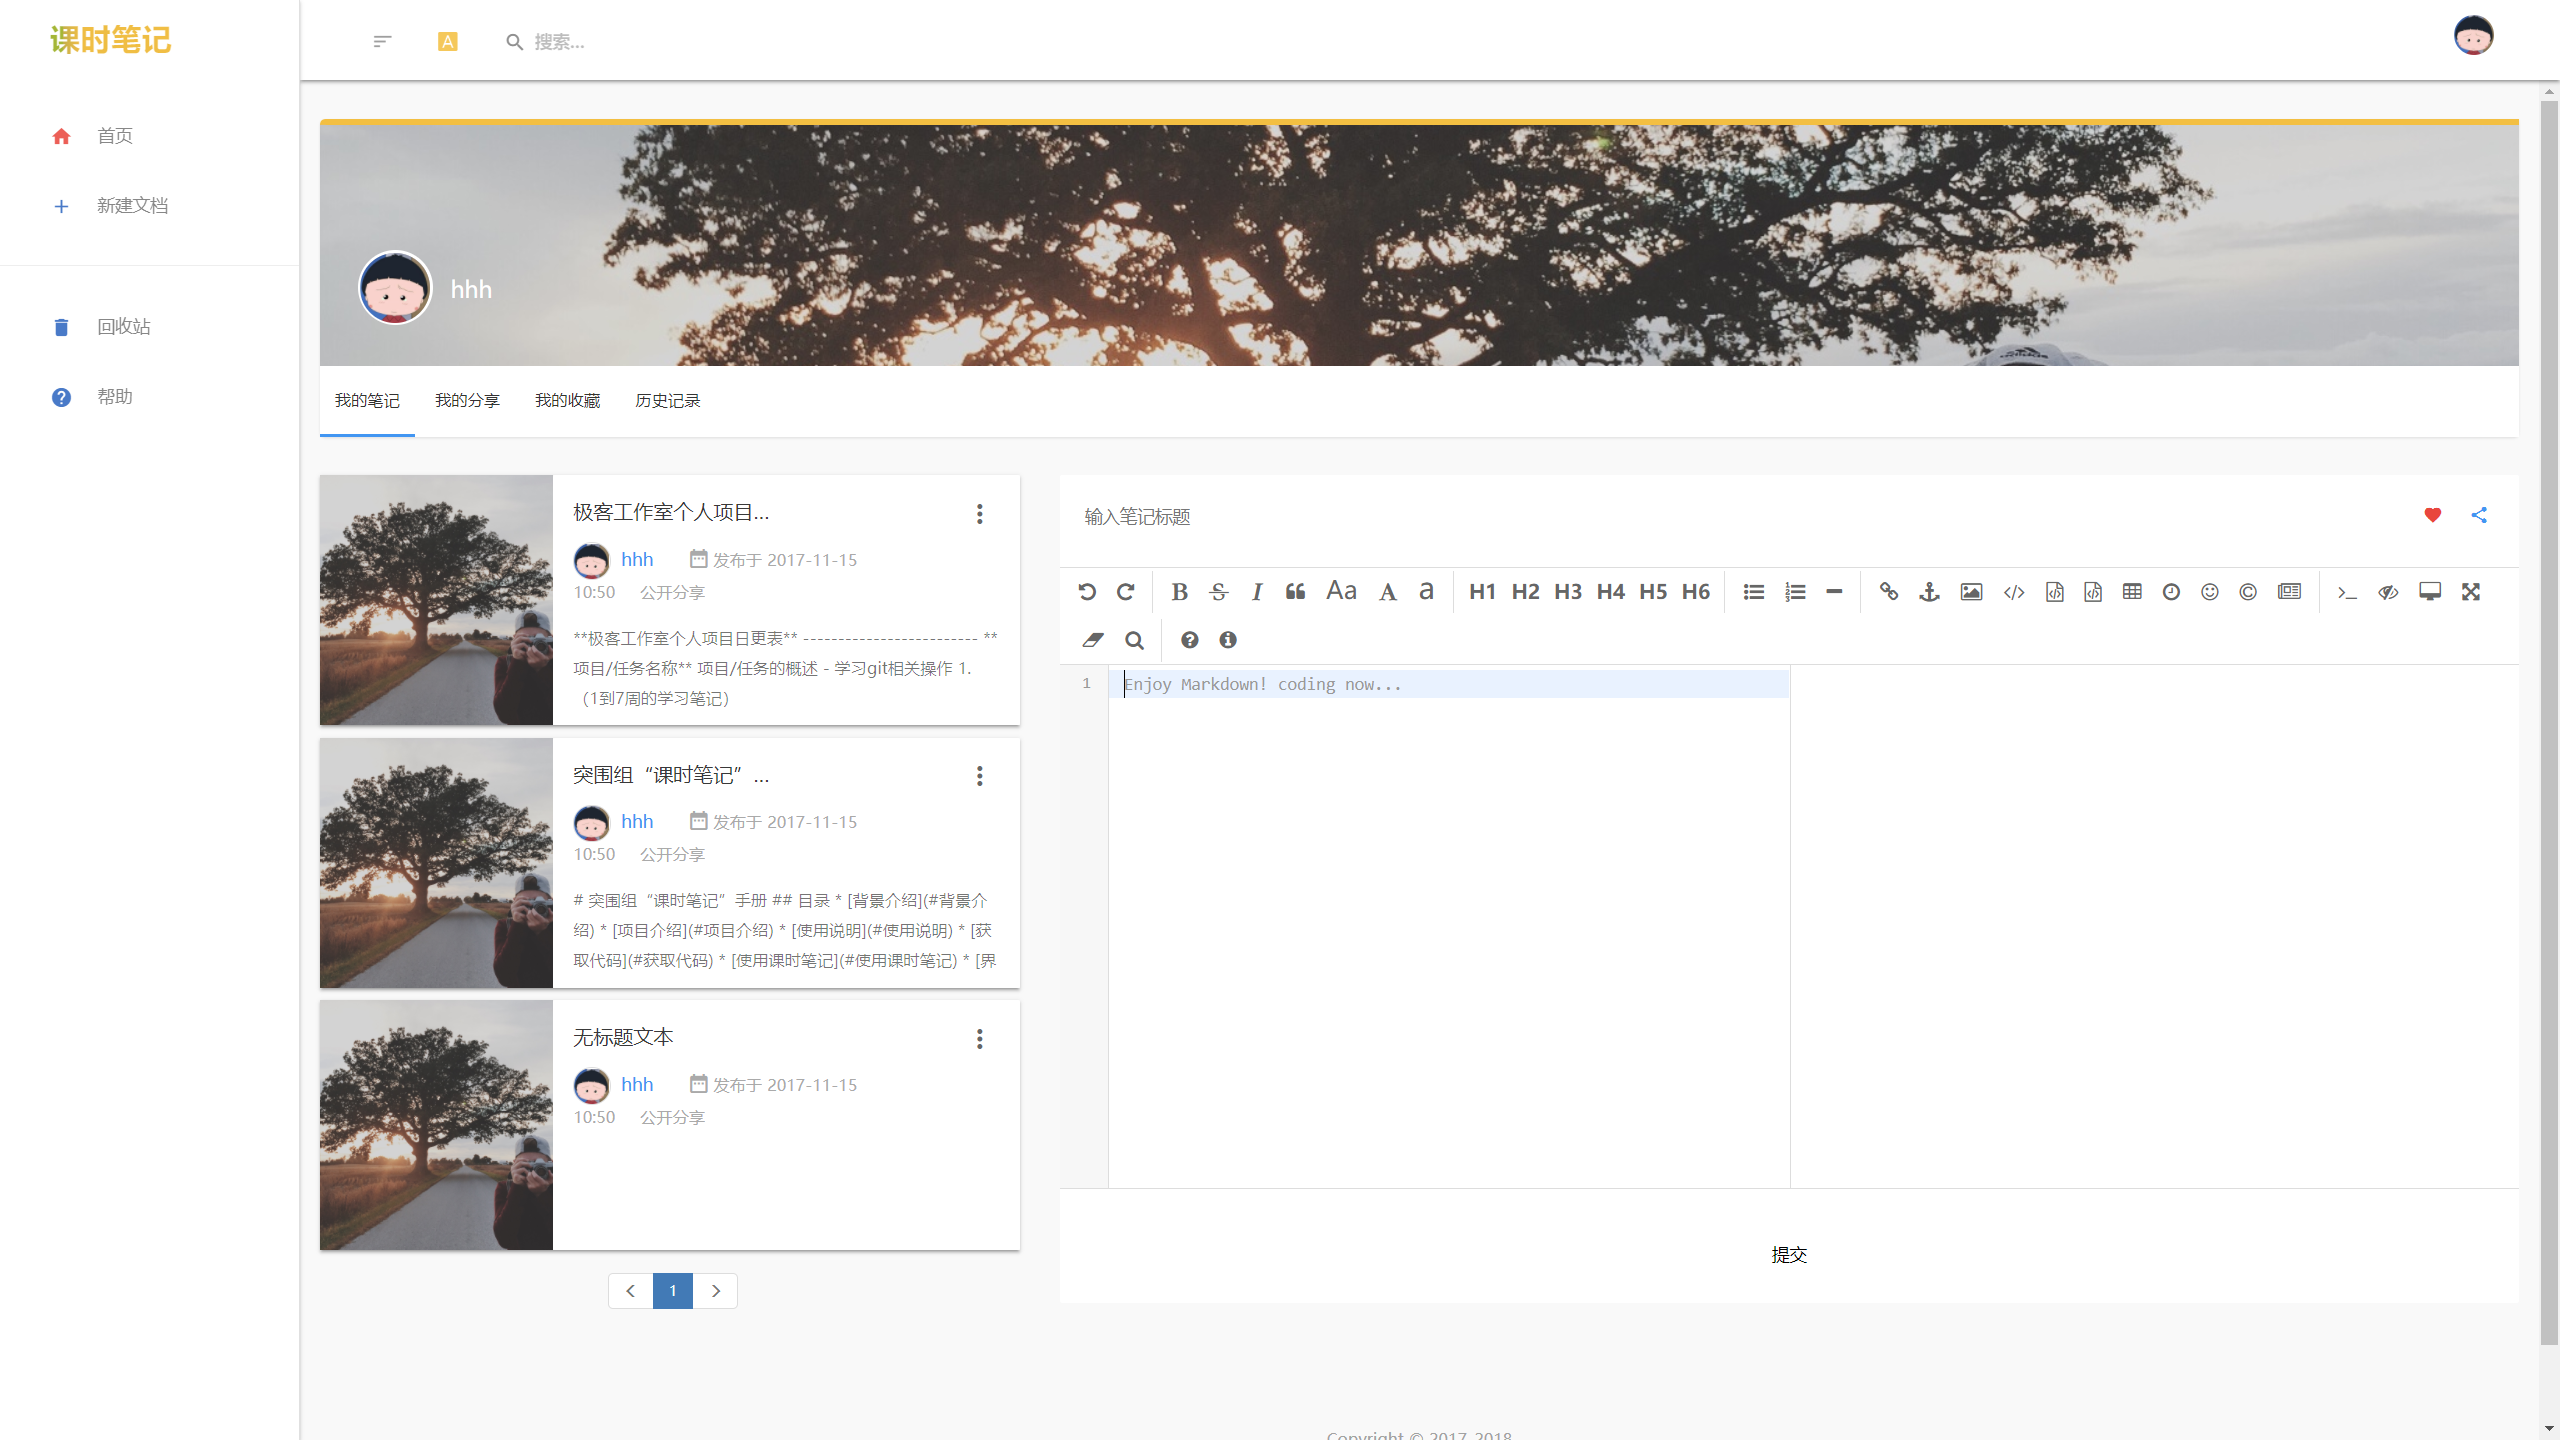 课时笔记
A
搜索...
首页
新建文档
回收站
帮助
hhh
我的笔记 我的分享 我的收藏 历史记录
极客工作室个人项目...
hhh 发布于 2017-11-15
10:50 公开分享
**极客工作室个人项目日更表** ------------------------- **
项目/任务名称** 项目/任务的概述 - 学习git相关操作 1.
（1到7周的学习笔记）
突围组“课时笔记”...
hhh 发布于 2017-11-15
10:50 公开分享
# 突围组“课时笔记”手册 ## 目录 * [背景介绍](#背景介
绍) * [项目介绍](#项目介绍) * [使用说明](#使用说明) * [获
取代码](#获取代码) * [使用课时笔记](#使用课时笔记) * [界
无标题文本
hhh 发布于 2017-11-15
10:50 公开分享
1
输入笔记标题
B S I Aa A a H1 H2 H3 H4 H5 H6
1 Enjoy Markdown! coding now...
提交
Copyright © 2017-2018